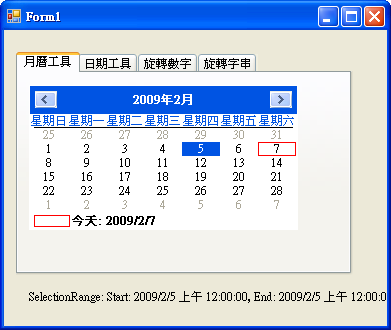 Form1
月曆工具 日期工具 旋轉數字 旋轉字串
2009年2月
星期日 星期一 星期二 星期三 星期四 星期五 星期六
25 26 27 28 29 30 31
1 2 3 4 5 6 7
8 9 10 11 12 13 14
15 16 17 18 19 20 21
22 23 24 25 26 27 28
1 2 3 4 5 6 7
今天: 2009/2/7
SelectionRange: Start: 2009/2/5 上午 12:00:00, End: 2009/2/5 上午 12:00:0